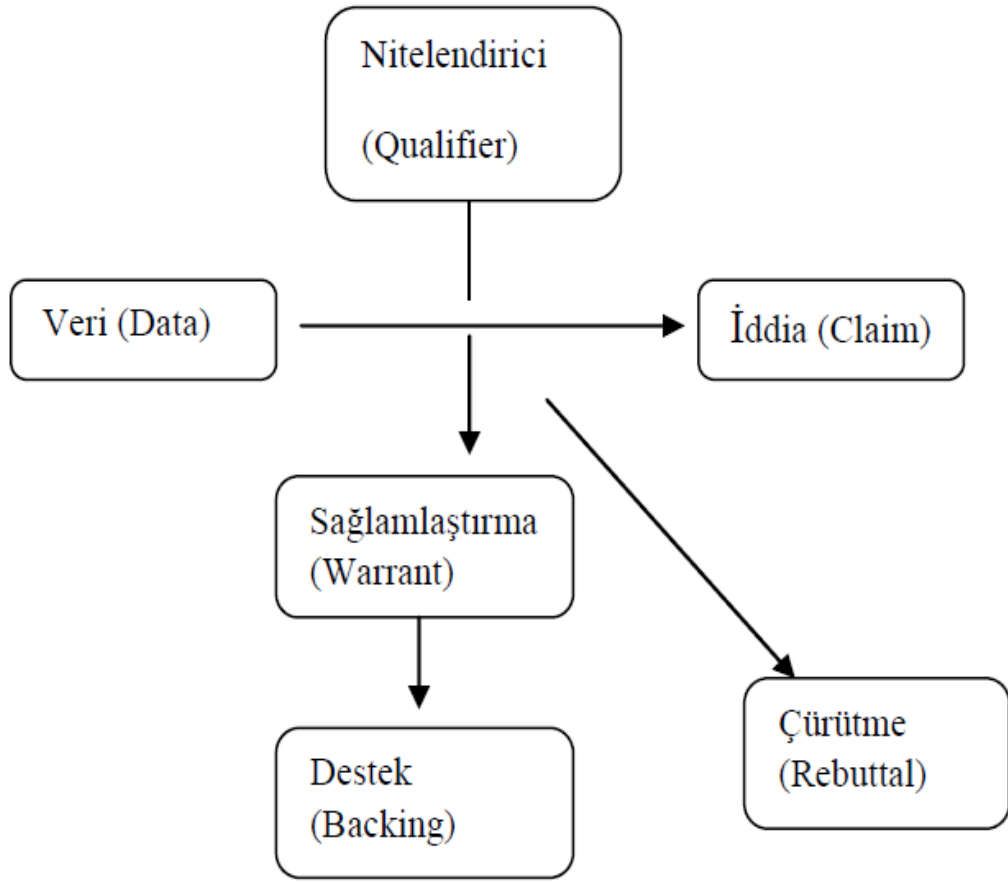 Nitelendirici
(Qualifier)
Veri (Data)
İddia (Claim)
Sağlamlaştırma
(Warrant)
Destek
(Backing)
Çürütme
(Rebuttal)